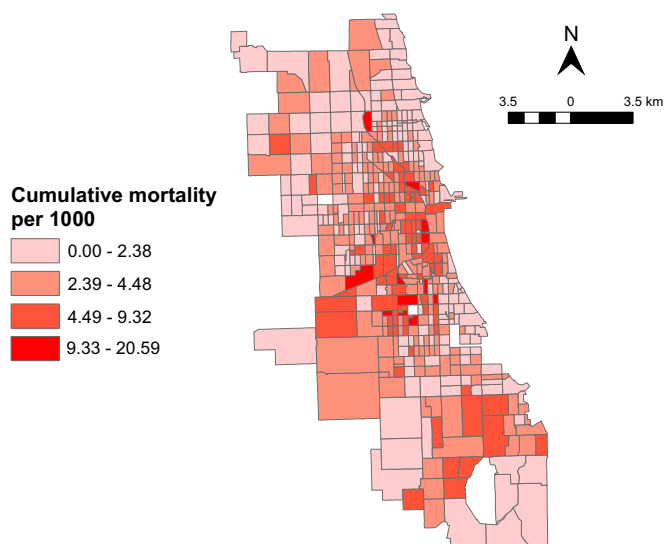 N
3.5 0 3.5 km
Cumulative mortality
per 1000
0.00 - 2.38
2.39 - 4.48
4.49 - 9.32
9.33 - 20.59